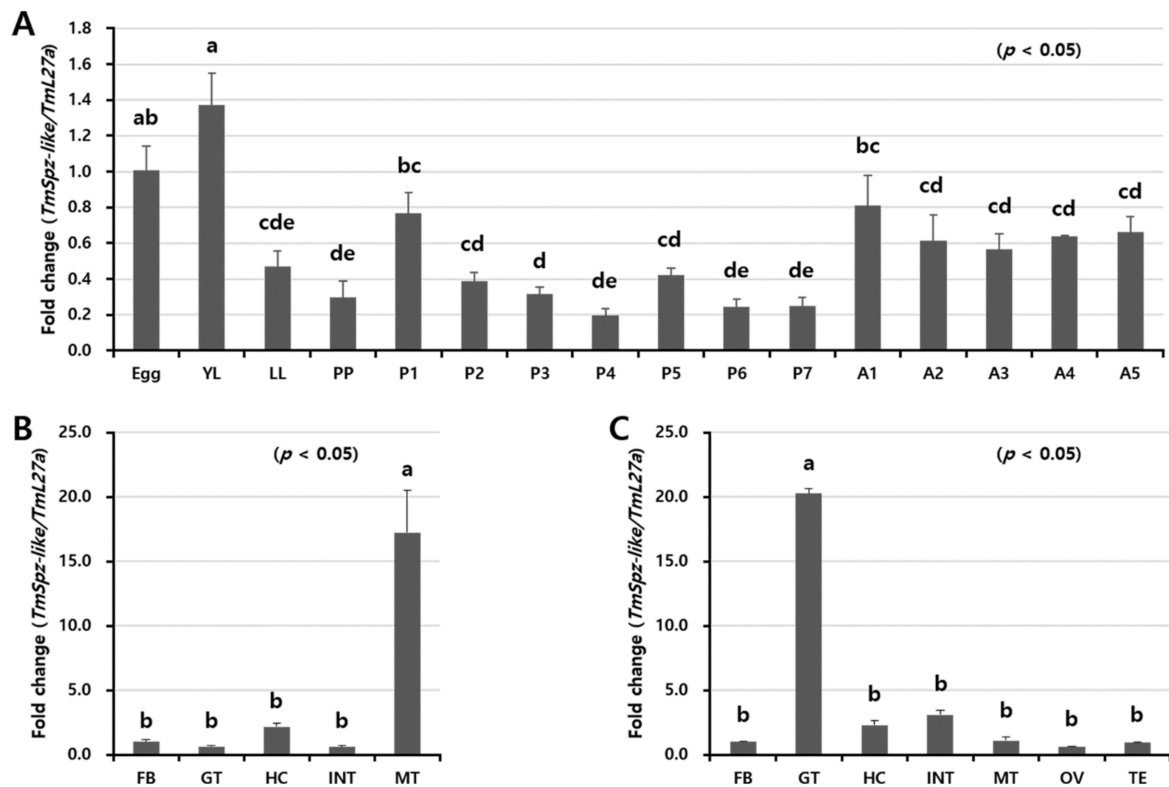 A
Fold change (TmSpz-like/TmL27a)
1.8
1.6
1.4
1.2
1.0
0.8
0.6
0.4
0.2
0.0
(p < 0.05)
ab
a
cde
de
bc
cd
d
de
cd
de
de
bc
cd
cd
cd
cd
Egg YL LL PP P1 P2 P3 P4 P5 P6 P7 A1 A2 A3 A4 A5
B
Fold change (TmSpz-like/TmL27a)
25.0
20.0
15.0
10.0
5.0
0.0
(p < 0.05)
b
b
b
b
a
FB GT HC INT MT
C
Fold change (TmSpz-like/TmL27a)
25.0
20.0
15.0
10.0
5.0
0.0
(p < 0.05)
b
a
b
b
b
b
b
FB GT HC INT MT OV TE